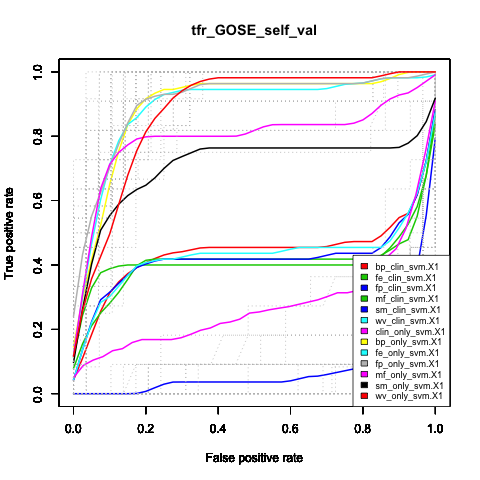 tfr_GOSE_self_val
True positive rate
1.0
0.8
0.6
0.4
0.2
0.0
bp_clin_svm.X1
fe_clin_svm.X1
fp_clin_svm.X1
mf_clin_svm.X1
sm_clin_svm.X1
wv_clin_svm.X1
clin_only_svm.X1
bp_only_svm.X1
fe_only_svm.X1
fp_only_svm.X1
mf_only_svm.X1
sm_only_svm.X1
wv_only_svm.X1
0.0 0.2 0.4 0.6 0.8 1.0
False positive rate